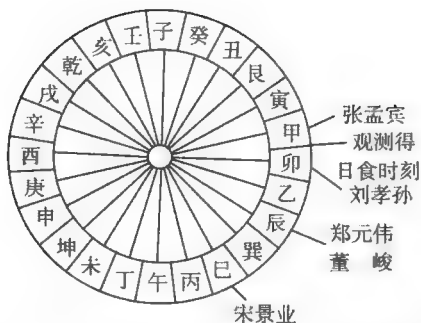 子
癸
丑
艮
寅
甲
卯
乙
辰
巽
巳
丙
午
丁
未
坤
申
庚
酉
辛
戌
乾
亥
壬
张孟宾
观测得
日食时刻
刘孝孙
郑元伟
董峻
宋景业